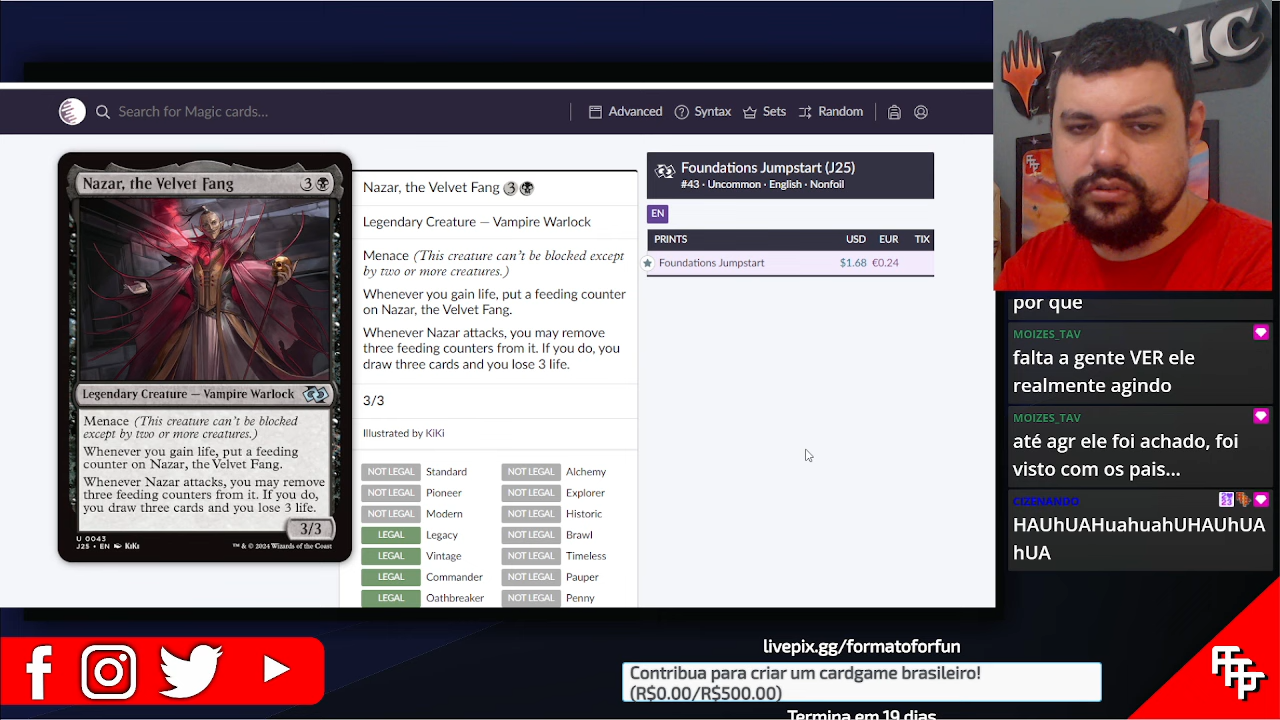 Search for Magic cards...
Advanced
Syntax
Sets
Random
Nazar, the Velvet Fang 3
Legendary Creature — Vampire Warlock
Menace (This creature can't be blocked
except by two or more creatures.)
Whenever you gain life, put a feeding
counter on Nazar, the Velvet Fang.
Whenever Nazar attacks, you may remove
three feeding counters from it. If you do,
you draw three cards and you lose 3 life.
3/3
U 0043
J25 • EN KiKi
™ & © 2024 Wizards of the Coast
Nazar, the Velvet Fang 3
Legendary Creature — Vampire Warlock
Menace (This creature can't be blocked except
by two or more creatures.)
Whenever you gain life, put a feeding counter
on Nazar, the Velvet Fang.
Whenever Nazar attacks, you may remove
three feeding counters from it. If you do, you
draw three cards and you lose 3 life.
3/3
Illustrated by KiKi
NOT LEGAL Standard NOT LEGAL Alchemy
NOT LEGAL Pioneer NOT LEGAL Explorer
NOT LEGAL Modern NOT LEGAL Historic
LEGAL Legacy NOT LEGAL Brawl
LEGAL Vintage NOT LEGAL Timeless
LEGAL Commander NOT LEGAL Pauper
LEGAL Oathbreaker NOT LEGAL Penny
Foundations Jumpstart (J25)
#43 · Uncommon · English · Nonfoil
EN
PRINTS USD EUR TIX
Foundations Jumpstart $1.68 €0.24
por que
MOIZES_TAV
falta a gente VER ele
realmente agindo
MOIZES_TAV
até agr ele foi achado, foi
visto com os pais...
CIZENANDO
HAUhUAHuahuahUHAUhUA
hUA
livepix.gg/formatoforfun
Contribua para criar um cardgame brasileiro!
(R$0.00/R$500.00)
Termina em 19 dias
FFF